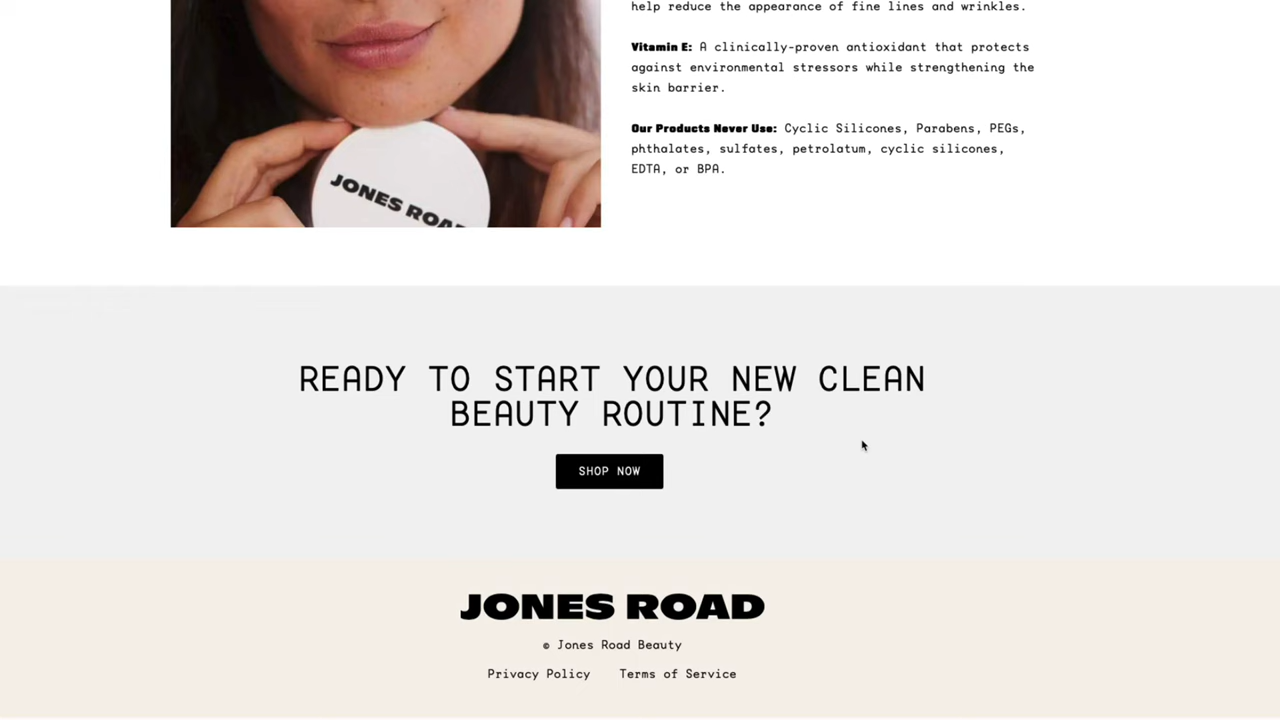 help reduce the appearance of fine lines and wrinkles.
Vitamin E: A clinically-proven antioxidant that protects
against environmental stressors while strengthening the
skin barrier.
Our Products Never Use: Cyclic Silicones, Parabens, PEGs,
phthalates, sulfates, petrolatum, cyclic silicones,
EDTA, or BPA.
JONES ROA
READY TO START YOUR NEW CLEAN
BEAUTY ROUTINE?
SHOP NOW
JONES ROAD
© Jones Road Beauty
Privacy Policy Terms of Service